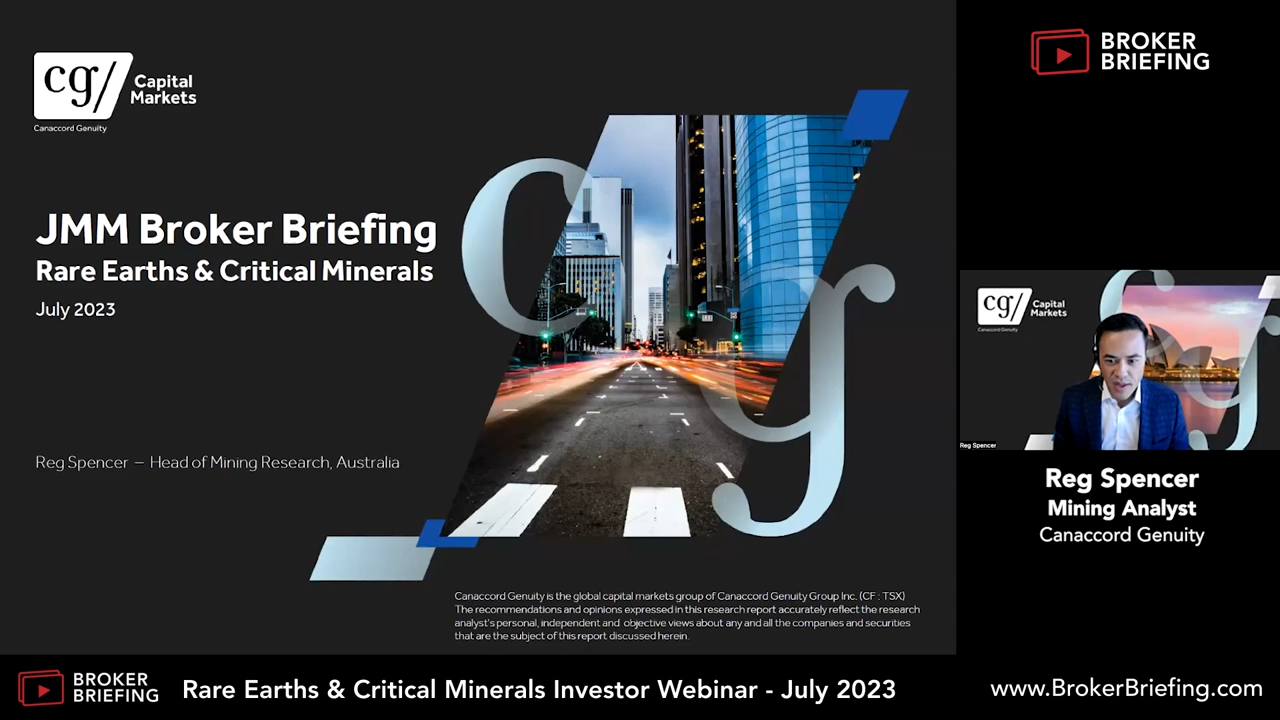 cg/ Capital
Markets
Canaccord Genuity
JMM Broker Briefing
Rare Earths & Critical Minerals
July 2023
Reg Spencer – Head of Mining Research, Australia
cg
Canaccord Genuity is the global capital markets group of Canaccord Genuity Group Inc. (CF : TSX)
The recommendations and opinions expressed in this research report accurately reflect the research
analyst's personal, independent and objective views about any and all the companies and securities
that are the subject of this report discussed herein.
BROKER
BRIEFING
cg/ Capital
Markets
Canaccord Genuity
Reg Spencer
Reg Spencer
Mining Analyst
Canaccord Genuity
BROKER
BRIEFING
Rare Earths & Critical Minerals Investor Webinar - July 2023
www.BrokerBriefing.com